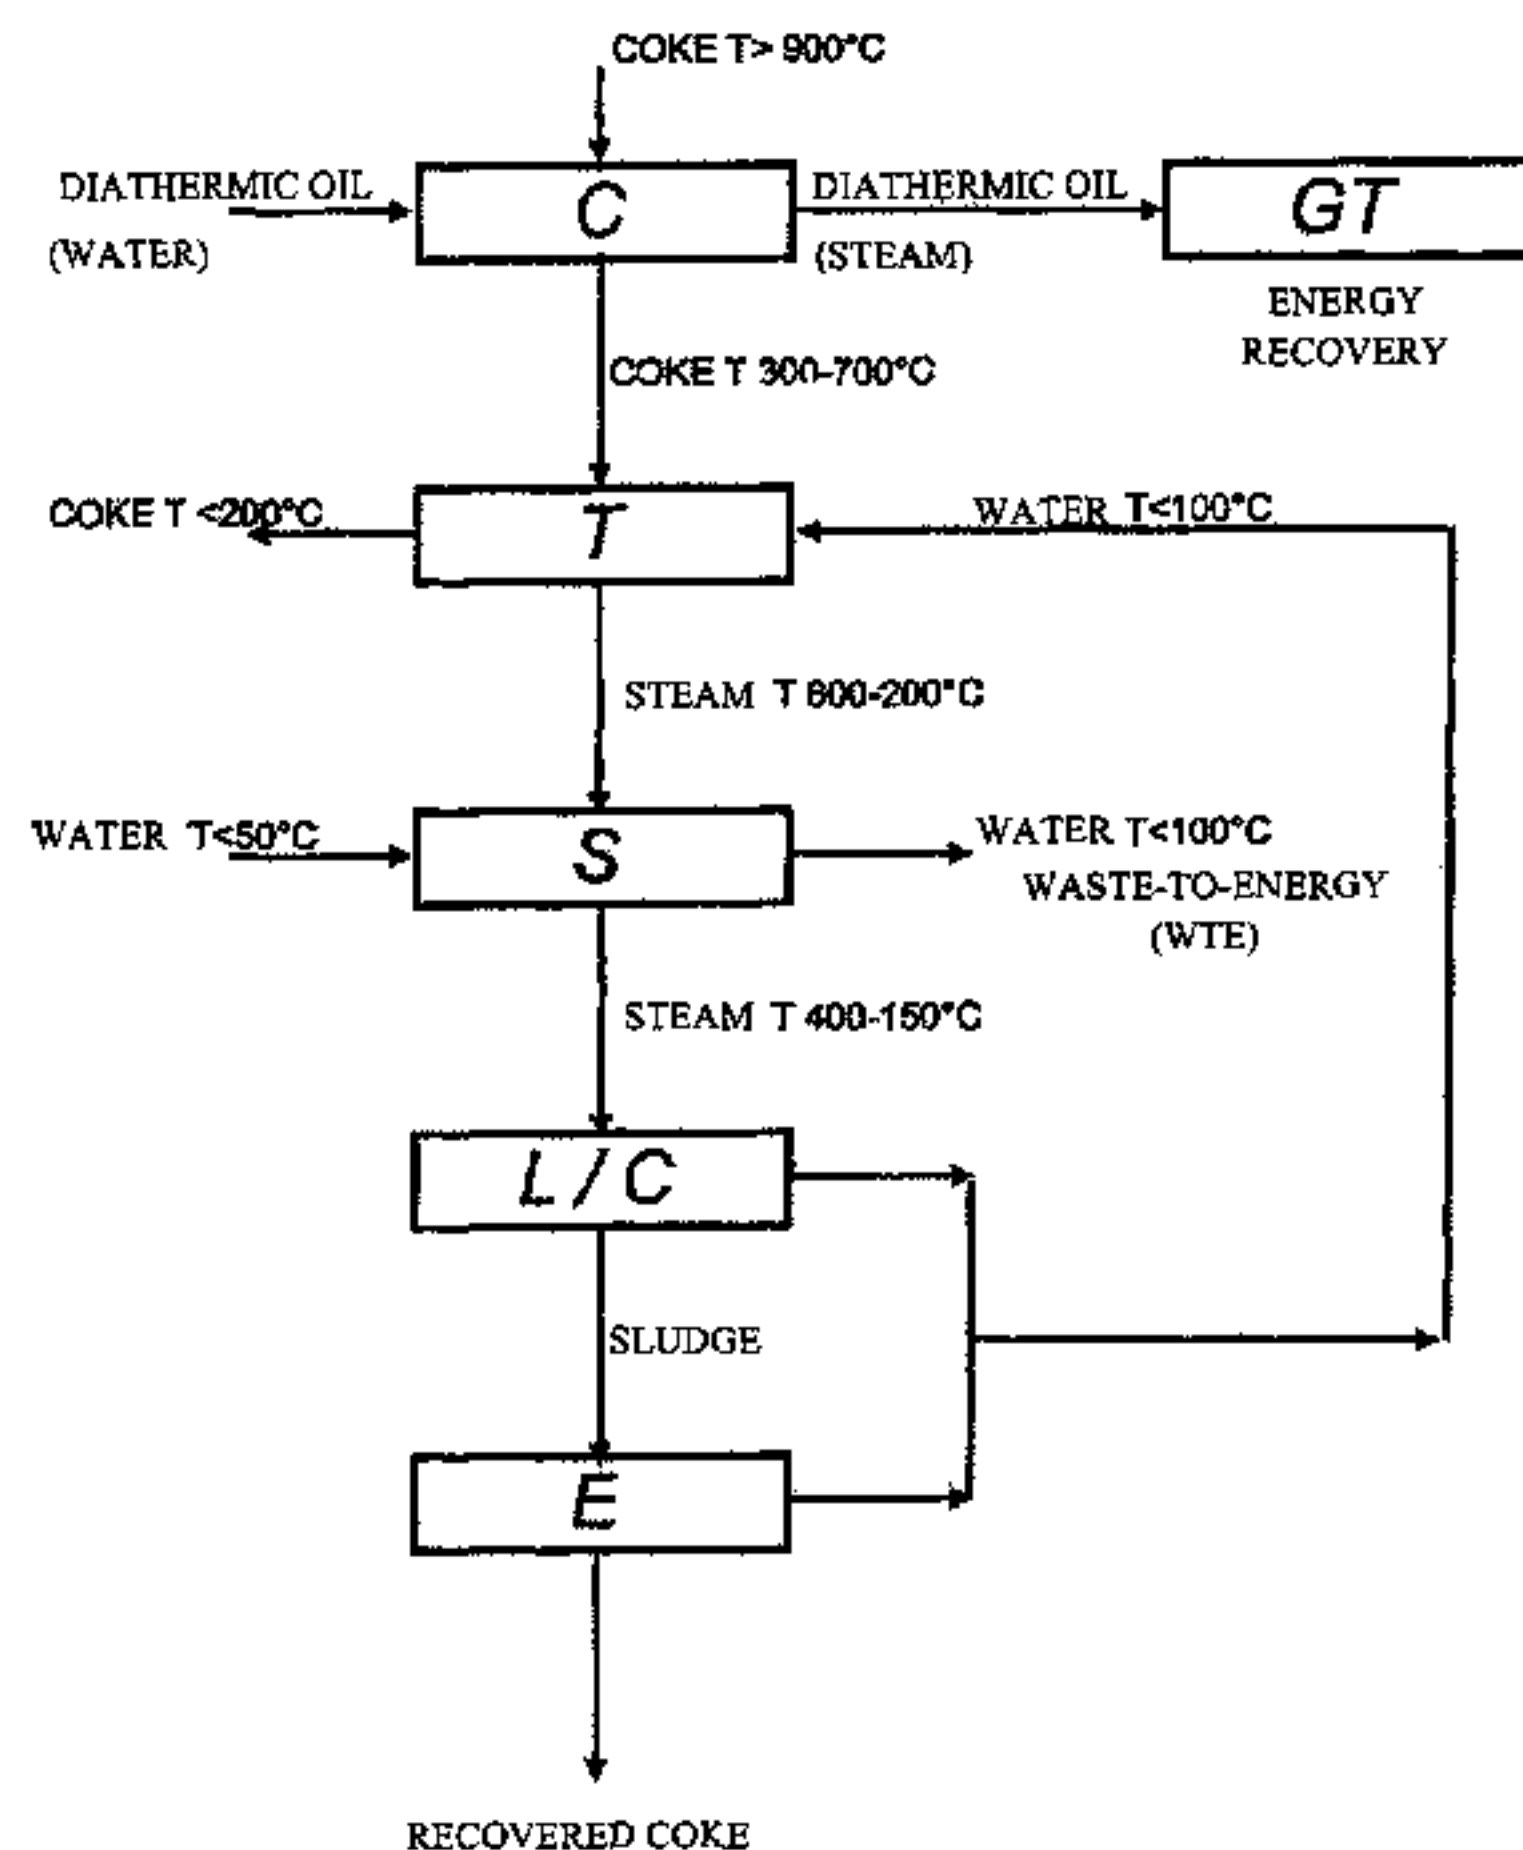 COKE T> 900°C
DIATHERMIC OIL
(WATER)
C
DIATHERMIC OIL
(STEAM)
GT
ENERGY
RECOVERY
COKE T 300-700°C
COKE T <200°C
T
WATER T<100°C
STEAM T 600-200°C
WATER T<50°C
S
WATER T<100°C
WASTE-TO-ENERGY
(WTE)
STEAM T 400-150°C
L/C
SLUDGE
E
RECOVERED COKE